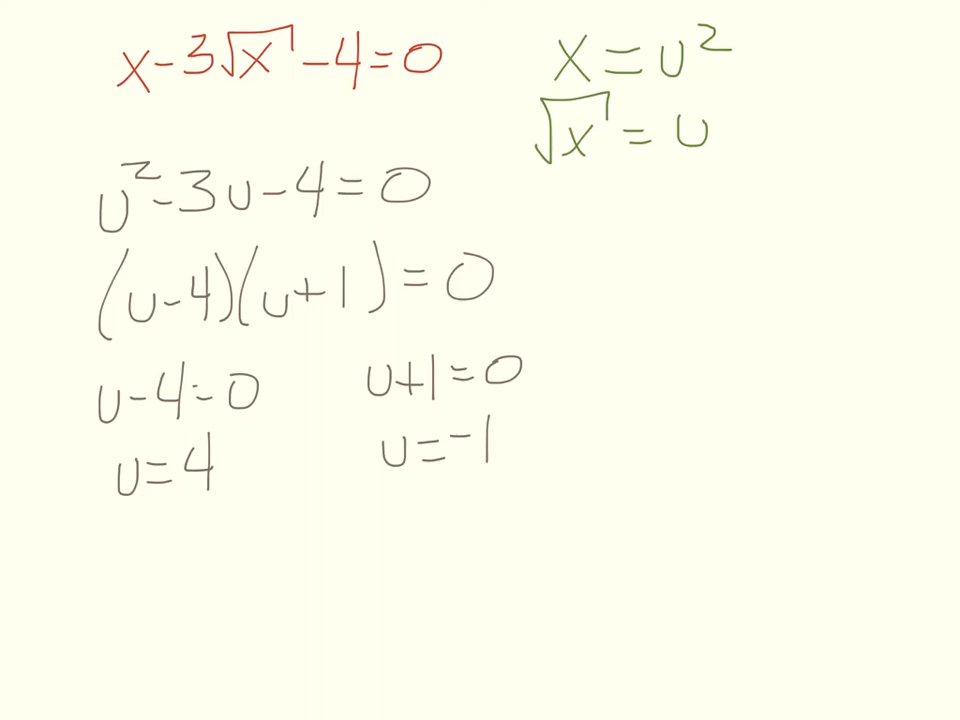 x-3√x-4=0
x=u²
√x=u
u²-3u-4=0
(u-4)(u+1)=0
u-4=0
u+1=0
u=4
u=-1